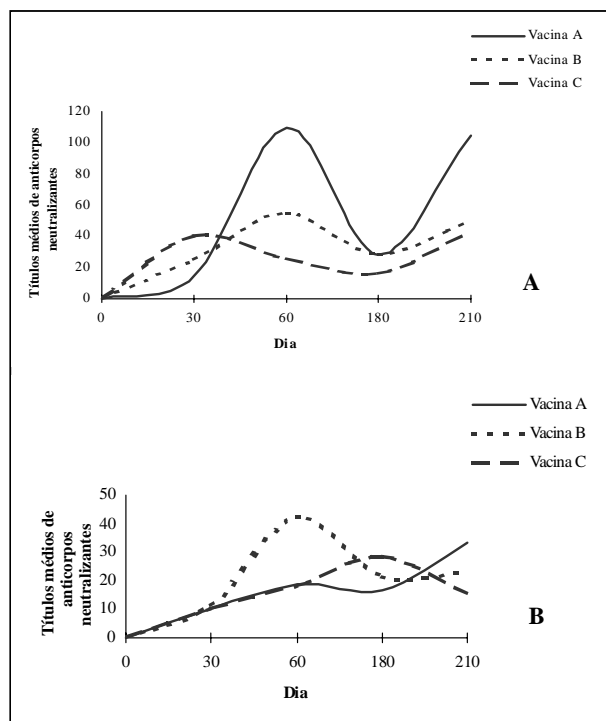 Vacina A
Vacina B
Vacina C
Títulos médios de anticorpos
neutralizantes
120
100
80
60
40
20
0
0 30 60 180 210
Dia
A
Vacina A
Vacina B
Vacina C
Títulos médios de
anticorpos
neutralizantes
50
40
30
20
10
0
0 30 60 180 210
Dia
B